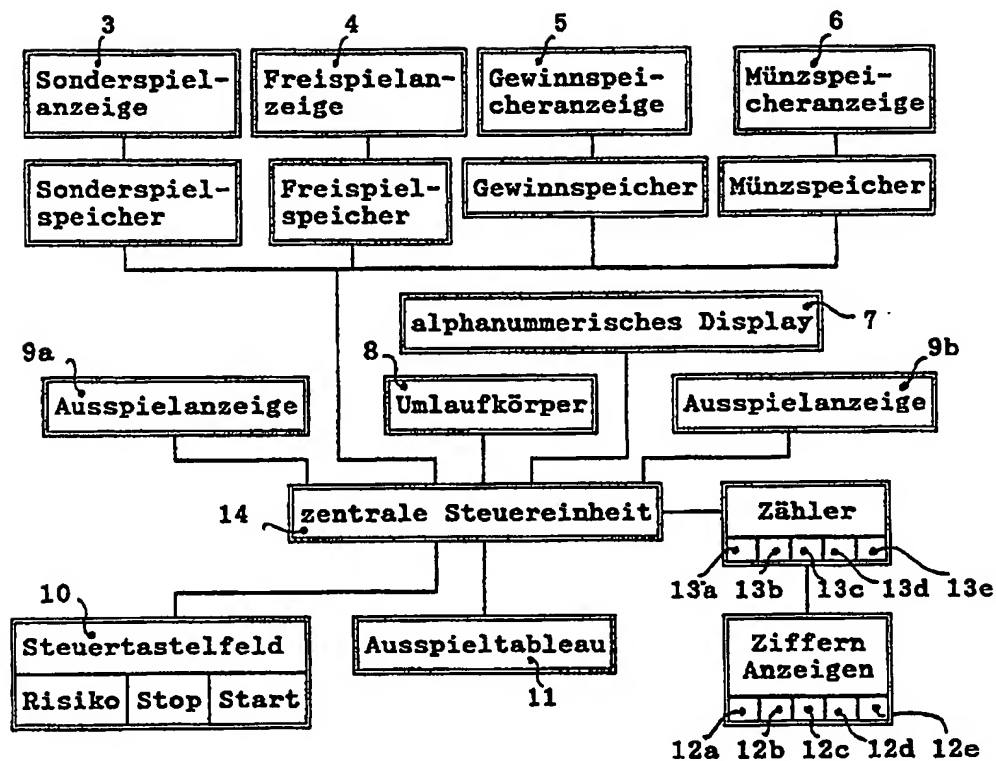 3 4 5 6
Sonderspiel-
anzeige
Freispielan-
zeige
Gewinnspei-
cheranzeige
Münzspei-
cheranzeige
Sonderspiel-
speicher
Freispiel-
speicher
Gewinnspeicher
Münzspeicher
alphanummerisches Display
7
9a
8
9b
Ausspielanzeige
Umlaufkörper
Ausspielanzeige
14
zentrale Steuereinheit
Zähler
13a 13b 13c 13d 13e
10
Steuertastelfeld
Risiko Stop Start
Ausspieltableau
11
Ziffern
Anzeigen
12a 12b 12c 12d 12e